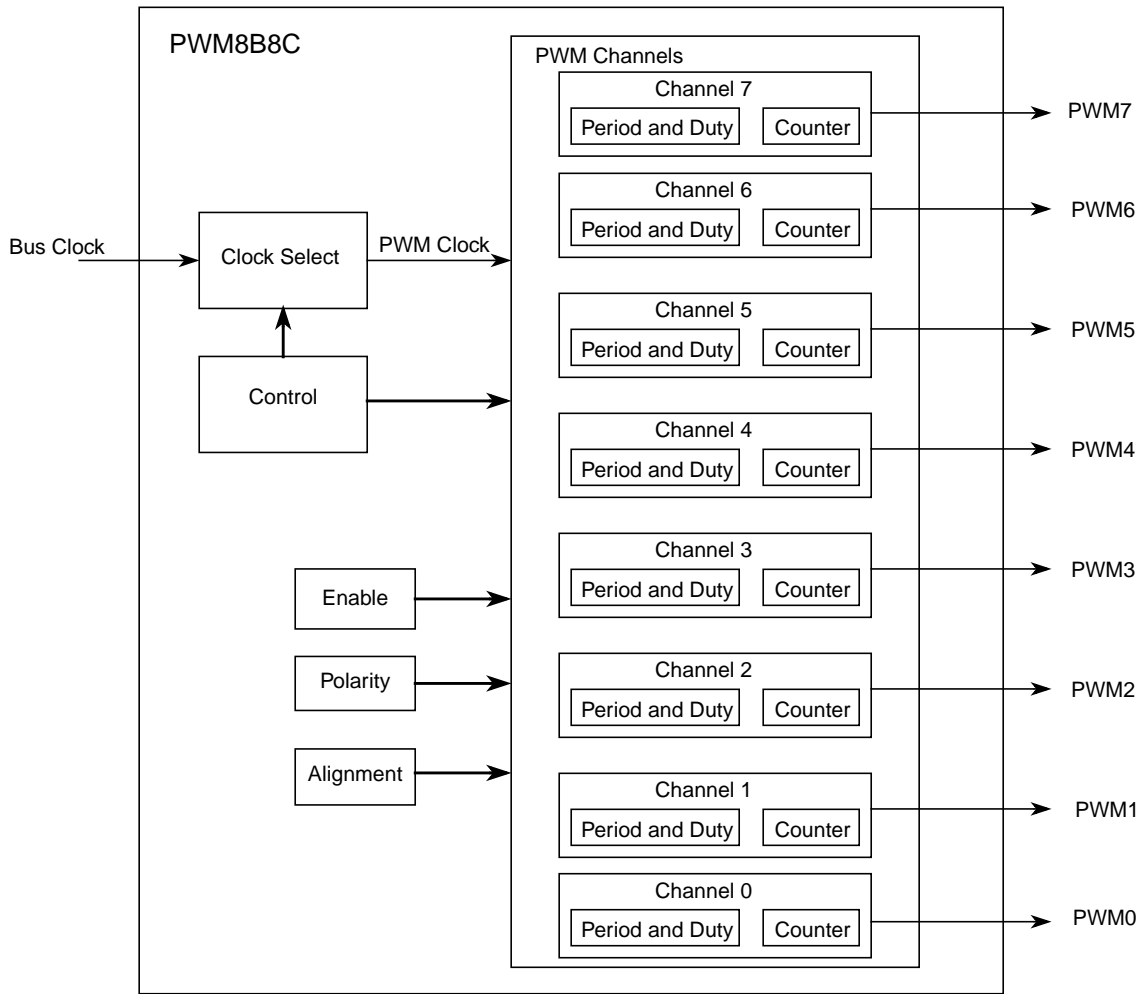 PWM8B8C
PWM Channels
Channel 7
Period and Duty
Counter
PWM7
Channel 6
Period and Duty
Counter
PWM6
Bus Clock
Clock Select
PWM Clock
Channel 5
Period and Duty
Counter
PWM5
Control
Channel 4
Period and Duty
Counter
PWM4
Channel 3
Period and Duty
Counter
PWM3
Enable
Polarity
Channel 2
Period and Duty
Counter
PWM2
Alignment
Channel 1
Period and Duty
Counter
PWM1
Channel 0
Period and Duty
Counter
PWM0